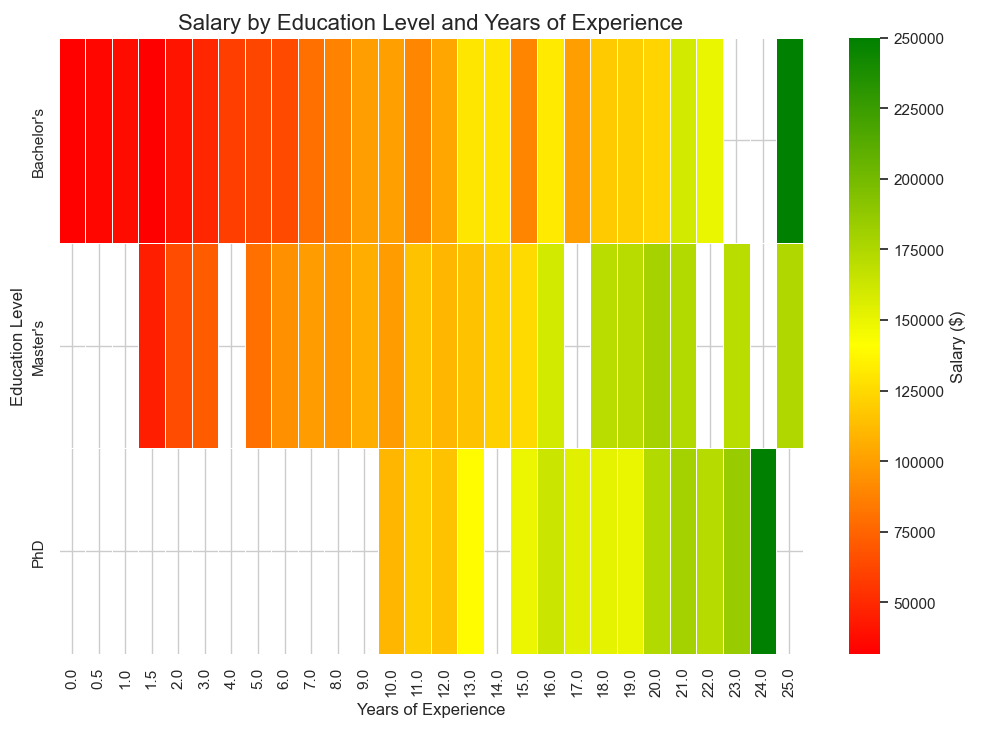 Salary by Education Level and Years of Experience
Education Level
Bachelor's
Master's
PhD
0.0 0.5 1.0 1.5 2.0 3.0 4.0 5.0 6.0 7.0 8.0 9.0 10.0 11.0 12.0 13.0 14.0 15.0 16.0 17.0 18.0 19.0 20.0 21.0 22.0 23.0 24.0 25.0
Years of Experience
250000
225000
200000
175000
150000
125000
100000
75000
50000
Salary ($)